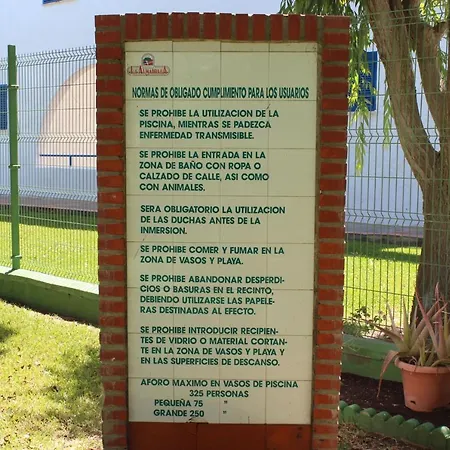 NORMAS DE OBLIGADO CUMPLIMIENTO PARA LOS USUARIOS
SE PROHIBE LA UTILIZACION DE LA
PISCINA, MIENTRAS SE PADEZCA
ENFERMEDAD TRANSMISIBLE.
SE PROHIBE LA ENTRADA EN LA
ZONA DE BAÑO CON ROPA O
CALZADO DE CALLE, ASI COMO
CON ANIMALES.
SERA OBLIGATORIO LA UTILIZACION
DE LAS DUCHAS ANTES DE LA
INMERSION.
SE PROHIBE COMER Y FUMAR EN LA
ZONA DE VASOS Y PLAYA.
SE PROHIBE ABANDONAR DESPERDI-
CIOS O BASURAS EN EL RECINTO,
DEBIENDO UTILIZARSE LAS PAPELE-
RAS DESTINADAS AL EFECTO.
SE PROHIBE INTRODUCIR RECIPIEN-
TES DE VIDRIO O MATERIAL CORTAN-
TE EN LA ZONA DE VASOS Y PLAYA Y
EN LAS SUPERFICIES DE DESCANSO.
AFORO MAXIMO EN VASOS DE PISCINA
325 PERSONAS
PEQUEÑA 75 "
GRANDE 250 "